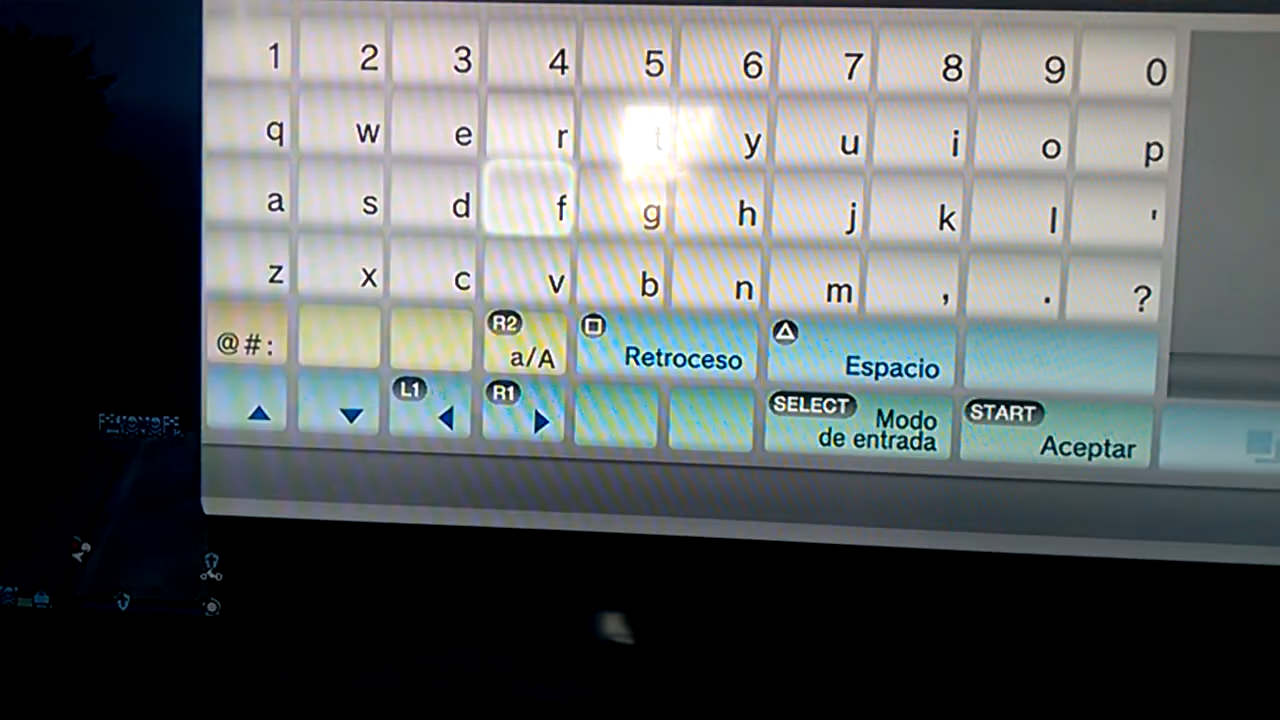 1 2 3 4 5 6 7 8 9 0
q w e r t y u i o p
a s d f g h j k l '
z x c v b n m , . ?
@#: R2 a/A Retroceso Espacio
L1 R1 SELECT Modo de entrada START Aceptar